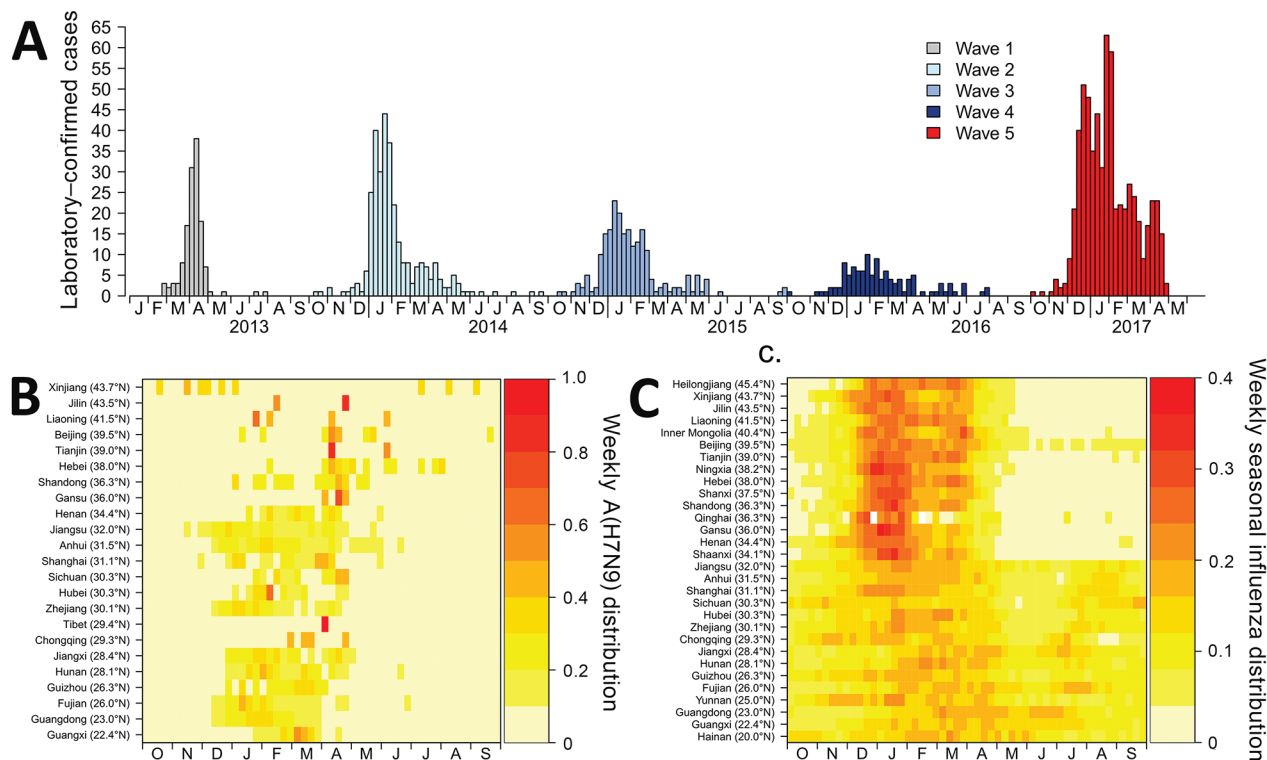 A
Laboratory–confirmed cases
65
60
55
50
45
40
35
30
25
20
15
10
5
0
Wave 1
Wave 2
Wave 3
Wave 4
Wave 5
J F M A M J J A S O N D J F M A M J J A S O N D J F M A M J J A S O N D J F M A M J J A S O N D J F M A M
2013 2014 2015 2016 2017
B
Xinjiang (43.7°N)
Jilin (43.5°N)
Liaoning (41.5°N)
Beijing (39.5°N)
Tianjin (39.0°N)
Hebei (38.0°N)
Shandong (36.3°N)
Gansu (36.0°N)
Henan (34.4°N)
Jiangsu (32.0°N)
Anhui (31.5°N)
Shanghai (31.1°N)
Sichuan (30.3°N)
Hubei (30.3°N)
Zhejiang (30.1°N)
Tibet (29.4°N)
Chongqing (29.3°N)
Jiangxi (28.4°N)
Hunan (28.1°N)
Guizhou (26.3°N)
Fujian (26.0°N)
Guangdong (23.0°N)
Guangxi (22.4°N)
O N D J F M A M J J A S
1.0
0.8
0.6
0.4
0.2
0
Weekly A(H7N9) distribution
c.
C
Heilongjiang (45.4°N)
Xinjiang (43.7°N)
Jilin (43.5°N)
Liaoning (41.5°N)
Inner Mongolia (40.4°N)
Beijing (39.5°N)
Tianjin (39.0°N)
Ningxia (38.2°N)
Hebei (38.0°N)
Shanxi (37.5°N)
Shandong (36.3°N)
Qinghai (36.3°N)
Gansu (36.0°N)
Henan (34.4°N)
Shaanxi (34.1°N)
Jiangsu (32.0°N)
Anhui (31.5°N)
Shanghai (31.1°N)
Sichuan (30.3°N)
Hubei (30.3°N)
Zhejiang (30.1°N)
Chongqing (29.3°N)
Jiangxi (28.4°N)
Hunan (28.1°N)
Guizhou (26.3°N)
Fujian (26.0°N)
Yunnan (25.0°N)
Guangdong (23.0°N)
Guangxi (22.4°N)
Hainan (20.0°N)
O N D J F M A M J J A S
0.4
0.3
0.2
0.1
0
Weekly seasonal influenza distribution